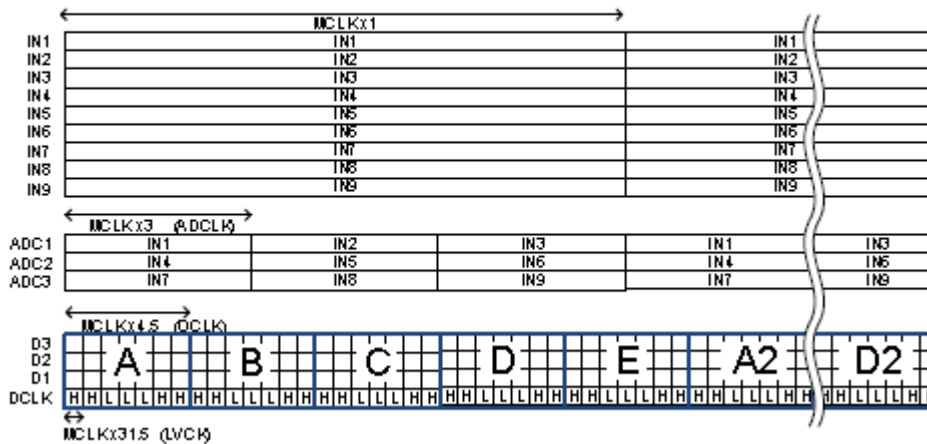 MCLKx1
IN1 IN1 IN1
IN2 IN2 IN2
IN3 IN3 IN3
IN4 IN4 IN4
IN5 IN5 IN5
IN6 IN6 IN6
IN7 IN7 IN7
IN8 IN8 IN8
IN9 IN9 IN9
MCLKx3 (ADCLK)
ADC1 IN1 IN2 IN3 IN1 IN3
ADC2 IN4 IN5 IN6 IN4 IN6
ADC3 IN7 IN8 IN9 IN7 IN9
MCLKx4.5 (DCLK)
D3
D2 A B C D E A2 D2
D1
DCLK H H L L L H H H H L L L H H H H L L L H H H H L L L H H H H L L L H H H H L L L H H H H L L L H H
MCLKx31.5 (LVCK)